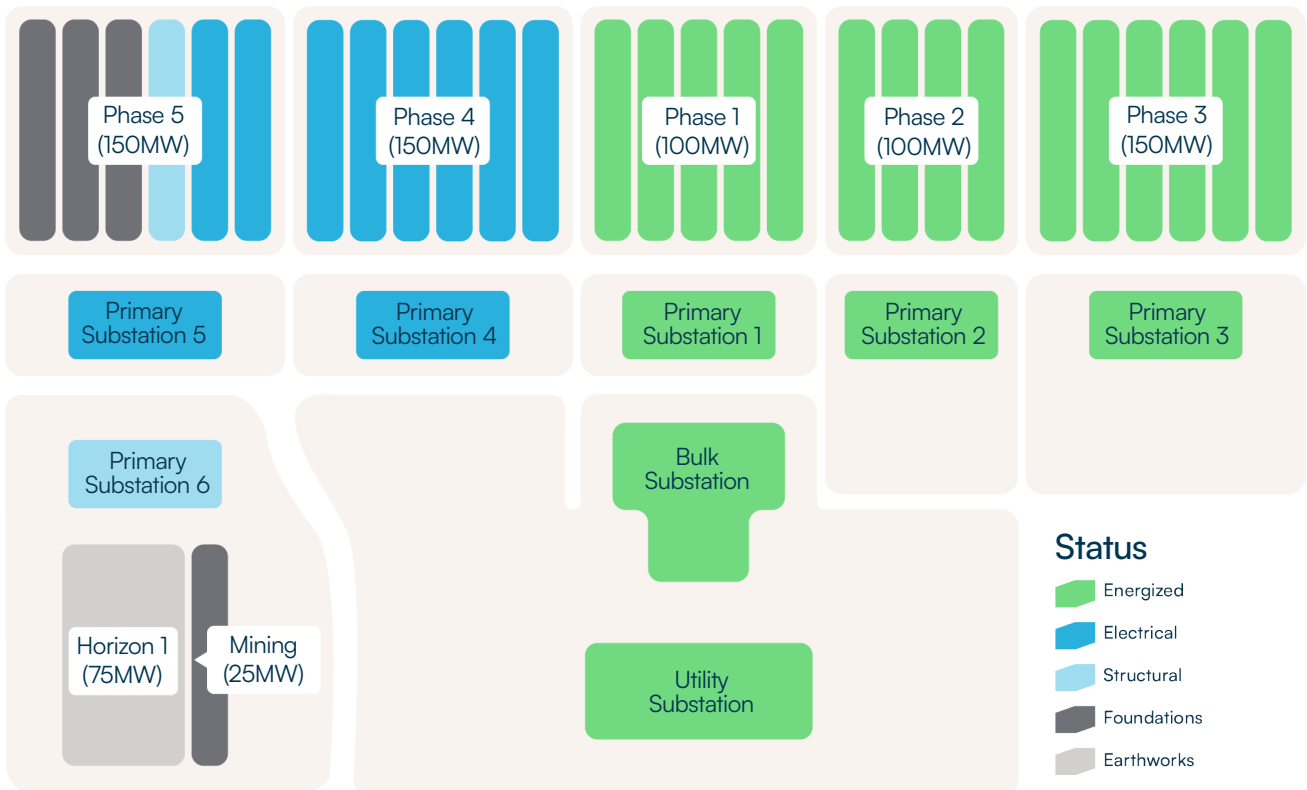 Phase 5
(150MW)
Phase 4
(150MW)
Phase 1
(100MW)
Phase 2
(100MW)
Phase 3
(150MW)
Primary
Substation 5
Primary
Substation 4
Primary
Substation 1
Primary
Substation 2
Primary
Substation 3
Primary
Substation 6
Bulk
Substation
Horizon 1
(75MW)
Mining
(25MW)
Utility
Substation
Status
Energized
Electrical
Structural
Foundations
Earthworks